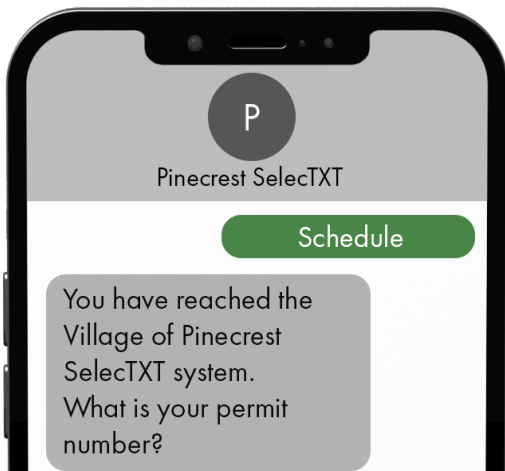 P
Pinecrest SelecTXT
Schedule
You have reached the
Village of Pinecrest
SelecTXT system.
What is your permit
number?